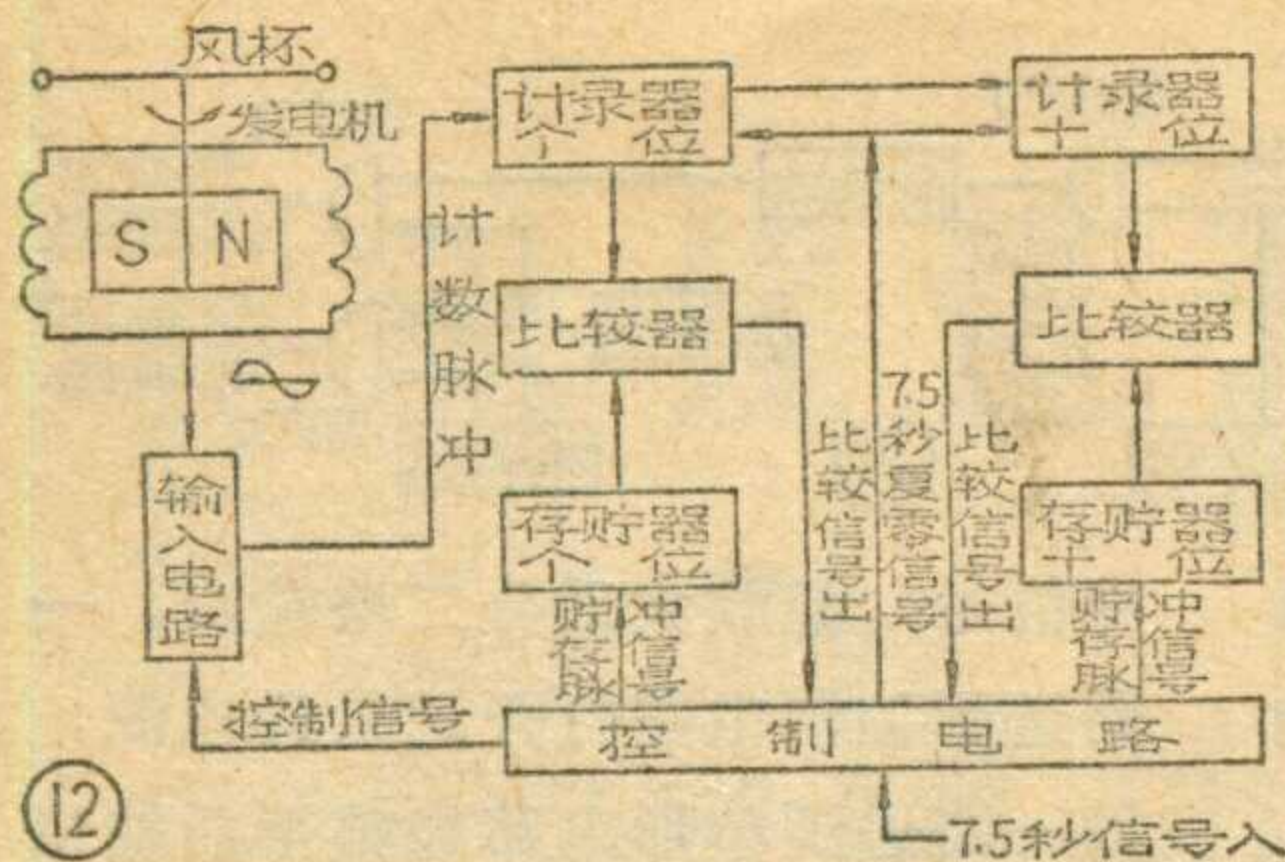 风杯
发电机
S N
计录器
个 位
计录器
十 位
计数脉冲
比较器
比较器
输入电路
存贮器
个 位
存贮器
十 位
比较信号出
7.5秒复零信号
比较信号出
贮存脉冲信号
贮存脉冲信号
控制信号
控制电路
7.5秒信号入
12